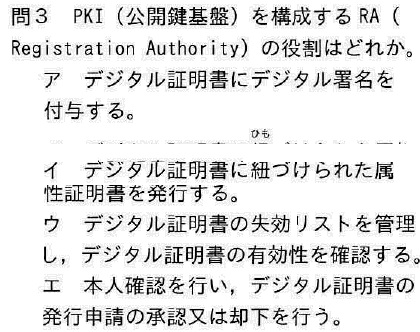 問3 PKI（公開鍵基盤）を構成するRA（
Registration Authority）の役割はどれか。
ア デジタル証明書にデジタル署名を
付与する。
ひも
イ デジタル証明書に紐づけられた属
性証明書を発行する。
ウ デジタル証明書の失効リストを管理
し，デジタル証明書の有効性を確認する。
エ 本人確認を行い，デジタル証明書の
発行申請の承認又は却下を行う。